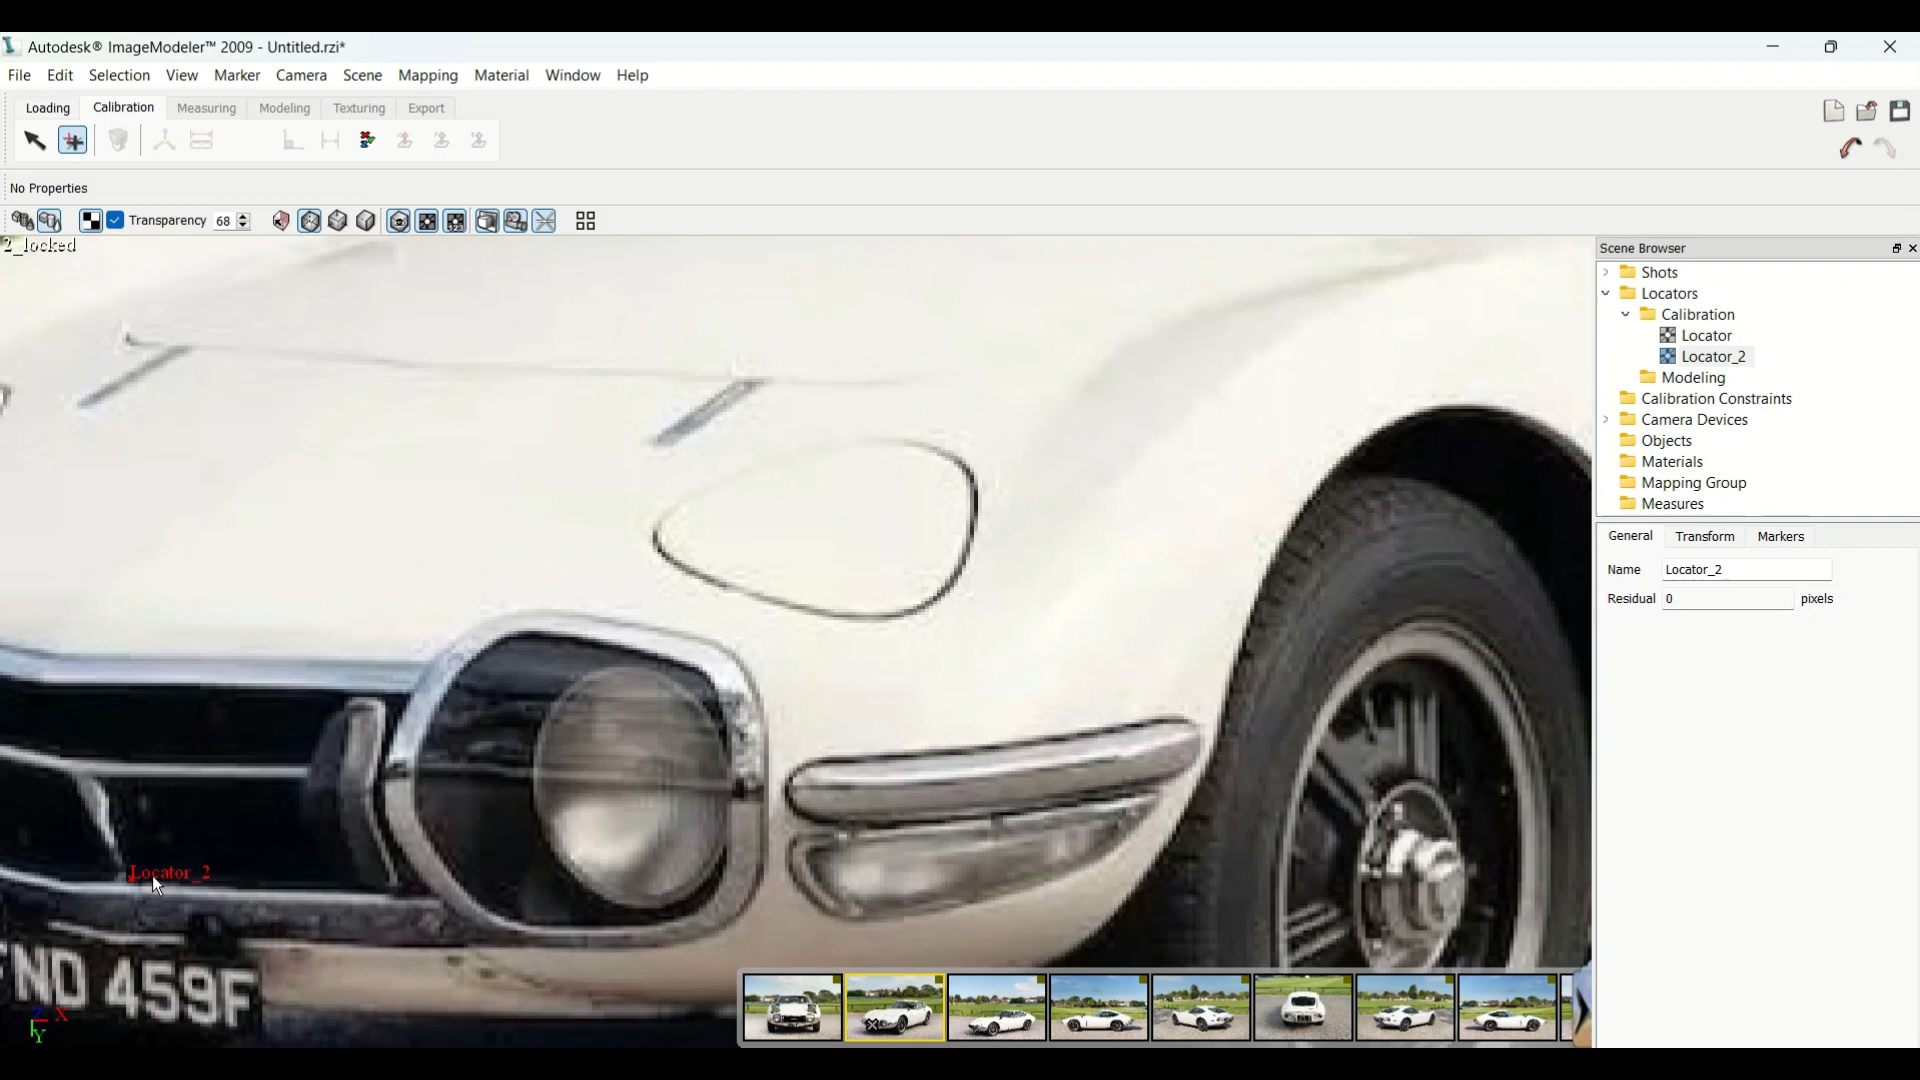 Autodesk® ImageModeler™ 2009 - Untitled.rzi*
File Edit Selection View Marker Camera Scene Mapping Material Window Help
Loading Calibration Measuring Modeling Texturing Export
No Properties
Transparency 68
2_locked
Scene Browser
Shots
Locators
Calibration
Locator
Locator_2
Modeling
Calibration Constraints
Camera Devices
Objects
Materials
Mapping Group
Measures
General Transform Markers
Name Locator_2
Residual 0 pixels
Locator_2
ND 459F
Z X
Y